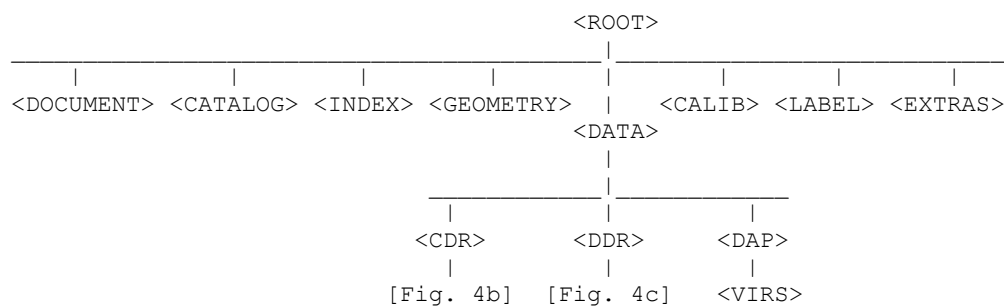 <ROOT>
<DOCUMENT> <CATALOG> <INDEX> <GEOMETRY> | <CALIB> <LABEL> <EXTRAS>
<DATA>
<CDR> <DDR> <DAP>
[Fig. 4b] [Fig. 4c] <VIRS>